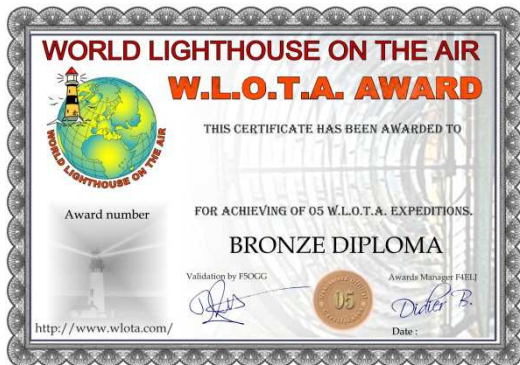 WORLD LIGHTHOUSE ON THE AIR
W.L.O.T.A. AWARD
THIS CERTIFICATE HAS BEEN AWARDED TO
WORLD LIGHTHOUSE ON THE AIR
Award number
FOR ACHIEVING OF 05 W.L.O.T.A. EXPEDITIONS.
BRONZE DIPLOMA
Validation by F5OGG
Awards Manager F4ELJ
05
Didier B.
http://www.wlota.com/
Date :